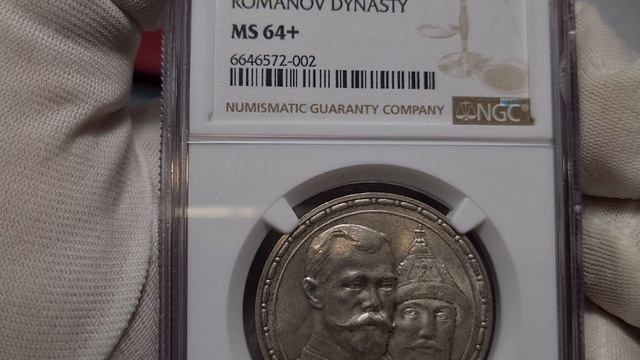 ROMANOV DYNASTY
MS 64+
6646572-002
NUMISMATIC GUARANTY COMPANY
NGC®